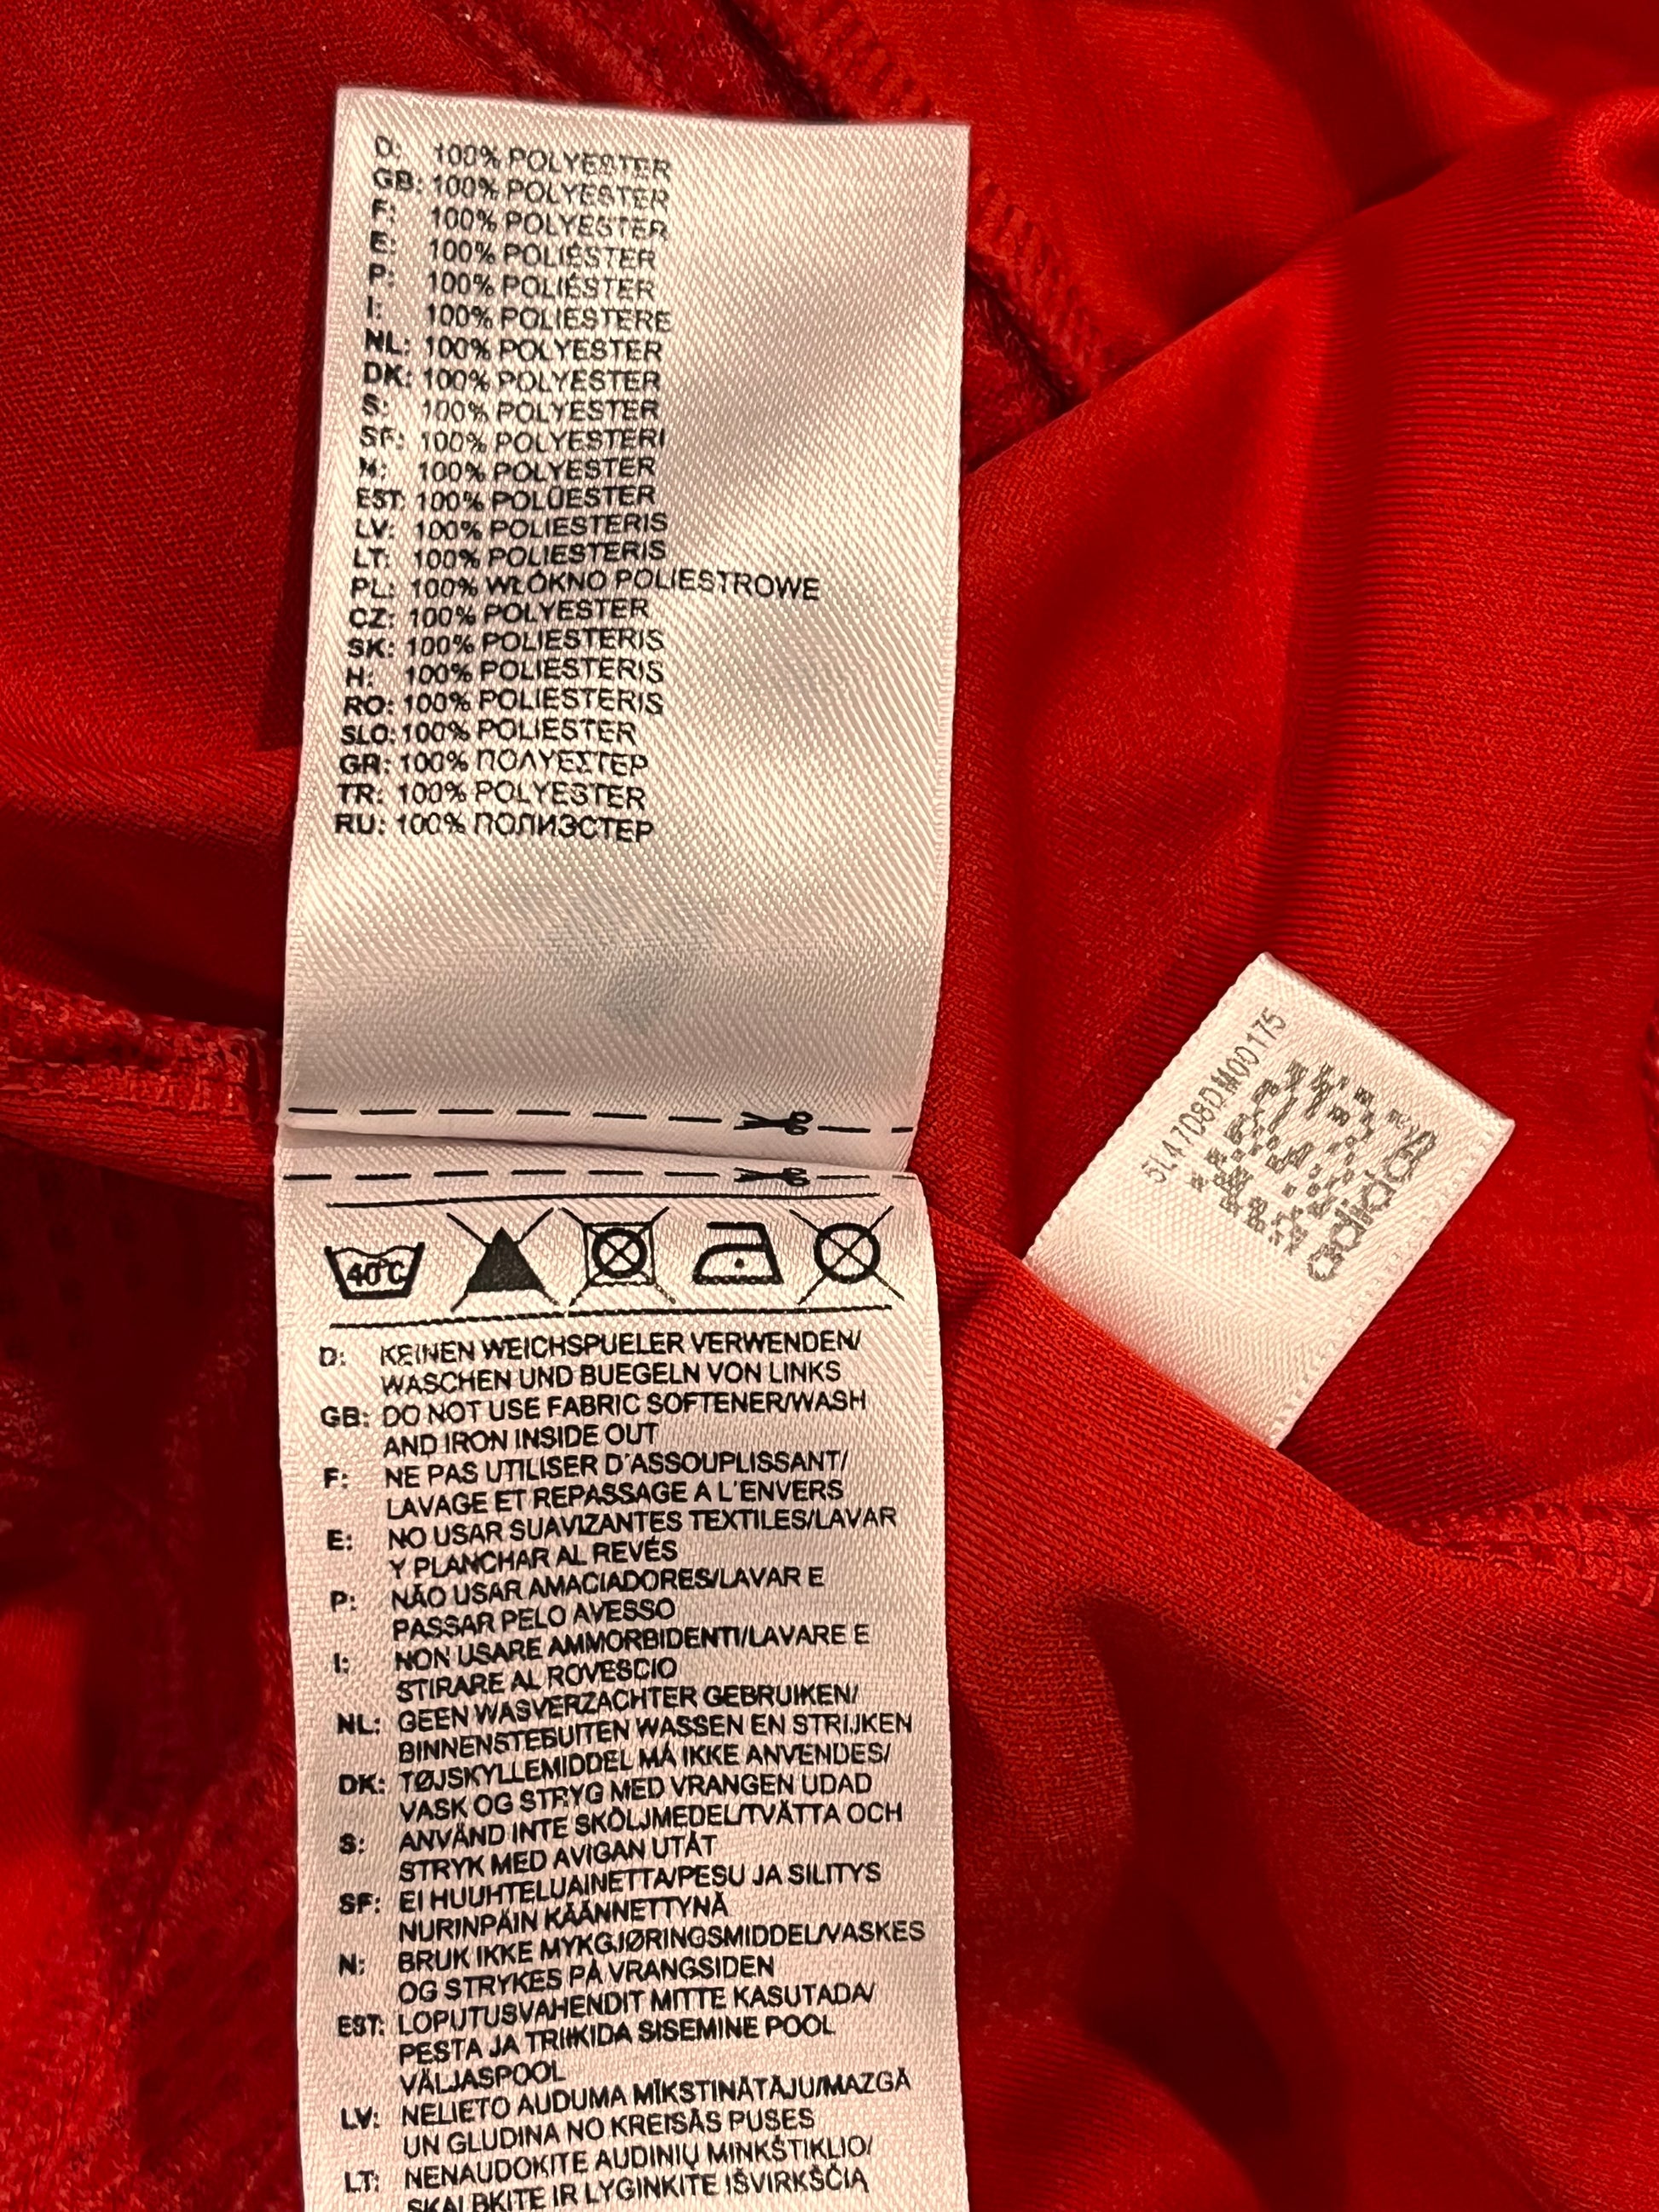 D: 100% POLYESTER
GB: 100% POLYESTER
F: 100% POLYESTER
E: 100% POLIÉSTER
P: 100% POLIÉSTER
I: 100% POLIESTERE
NL: 100% POLYESTER
DK: 100% POLYESTER
S: 100% POLYESTER
SF: 100% POLYESTERI
N: 100% POLYESTER
EST: 100% POLÜESTER
LV: 100% POLIESTERIS
LT: 100% POLIESTERIS
PL: 100% WŁÓKNO POLIESTROWE
CZ: 100% POLYESTER
SK: 100% POLIESTERIS
H: 100% POLIESTERIS
RO: 100% POLIESTERIS
SLO: 100% POLIESTER
GR: 100% ΠΟΛΥΕΣΤΕΡ
TR: 100% POLYESTER
RU: 100% ПОЛИЭСТЕР
40°C
D: KEINEN WEICHSPUELER VERWENDEN/
WASCHEN UND BUEGELN VON LINKS
GB: DO NOT USE FABRIC SOFTENER/WASH
AND IRON INSIDE OUT
F: NE PAS UTILISER D'ASSOUPLISSANT/
LAVAGE ET REPASSAGE A L'ENVERS
E: NO USAR SUAVIZANTES TEXTILES/LAVAR
Y PLANCHAR AL REVÉS
P: NÃO USAR AMACIADORES/LAVAR E
PASSAR PELO AVESSO
I: NON USARE AMMORBIDENTI/LAVARE E
STIRARE AL ROVESCIO
NL: GEEN WASVERZACHTER GEBRUIKEN/
BINNENSTEBUITEN WASSEN EN STRIJKEN
DK: TØJSKYLLEMIDDEL MÅ IKKE ANVENDES/
VASK OG STRYG MED VRANGEN UDAD
S: ANVÄND INTE SKÖLJMEDEL/TVÄTTA OCH
STRYK MED AVIGAN UTÅT
SF: EI HUUHTELUAINETTA/PESU JA SILITYS
NURINPÄIN KÄÄNNETTYNÄ
N: BRUK IKKE MYKGJØRINGSMIDDEL/VASKES
OG STRYKES PÅ VRANGSIDEN
EST: LOPUTUSVAHENDIT MITTE KASUTADA/
PESTA JA TRIIKIDA SISEMINE POOL
VÄLJASPOOL
LV: NELIETO AUDUMA MĪKSTINĀTĀJU/MAZGĀ
UN GLUDINA NO KREISĀS PUSES
LT: NENAUDOKITE AUDINIŲ MINKŠTIKLIO/
SKALBKITE IR LYGINKITE IŠVIRKŠČIĄ
5L47D8DM00175
adidas